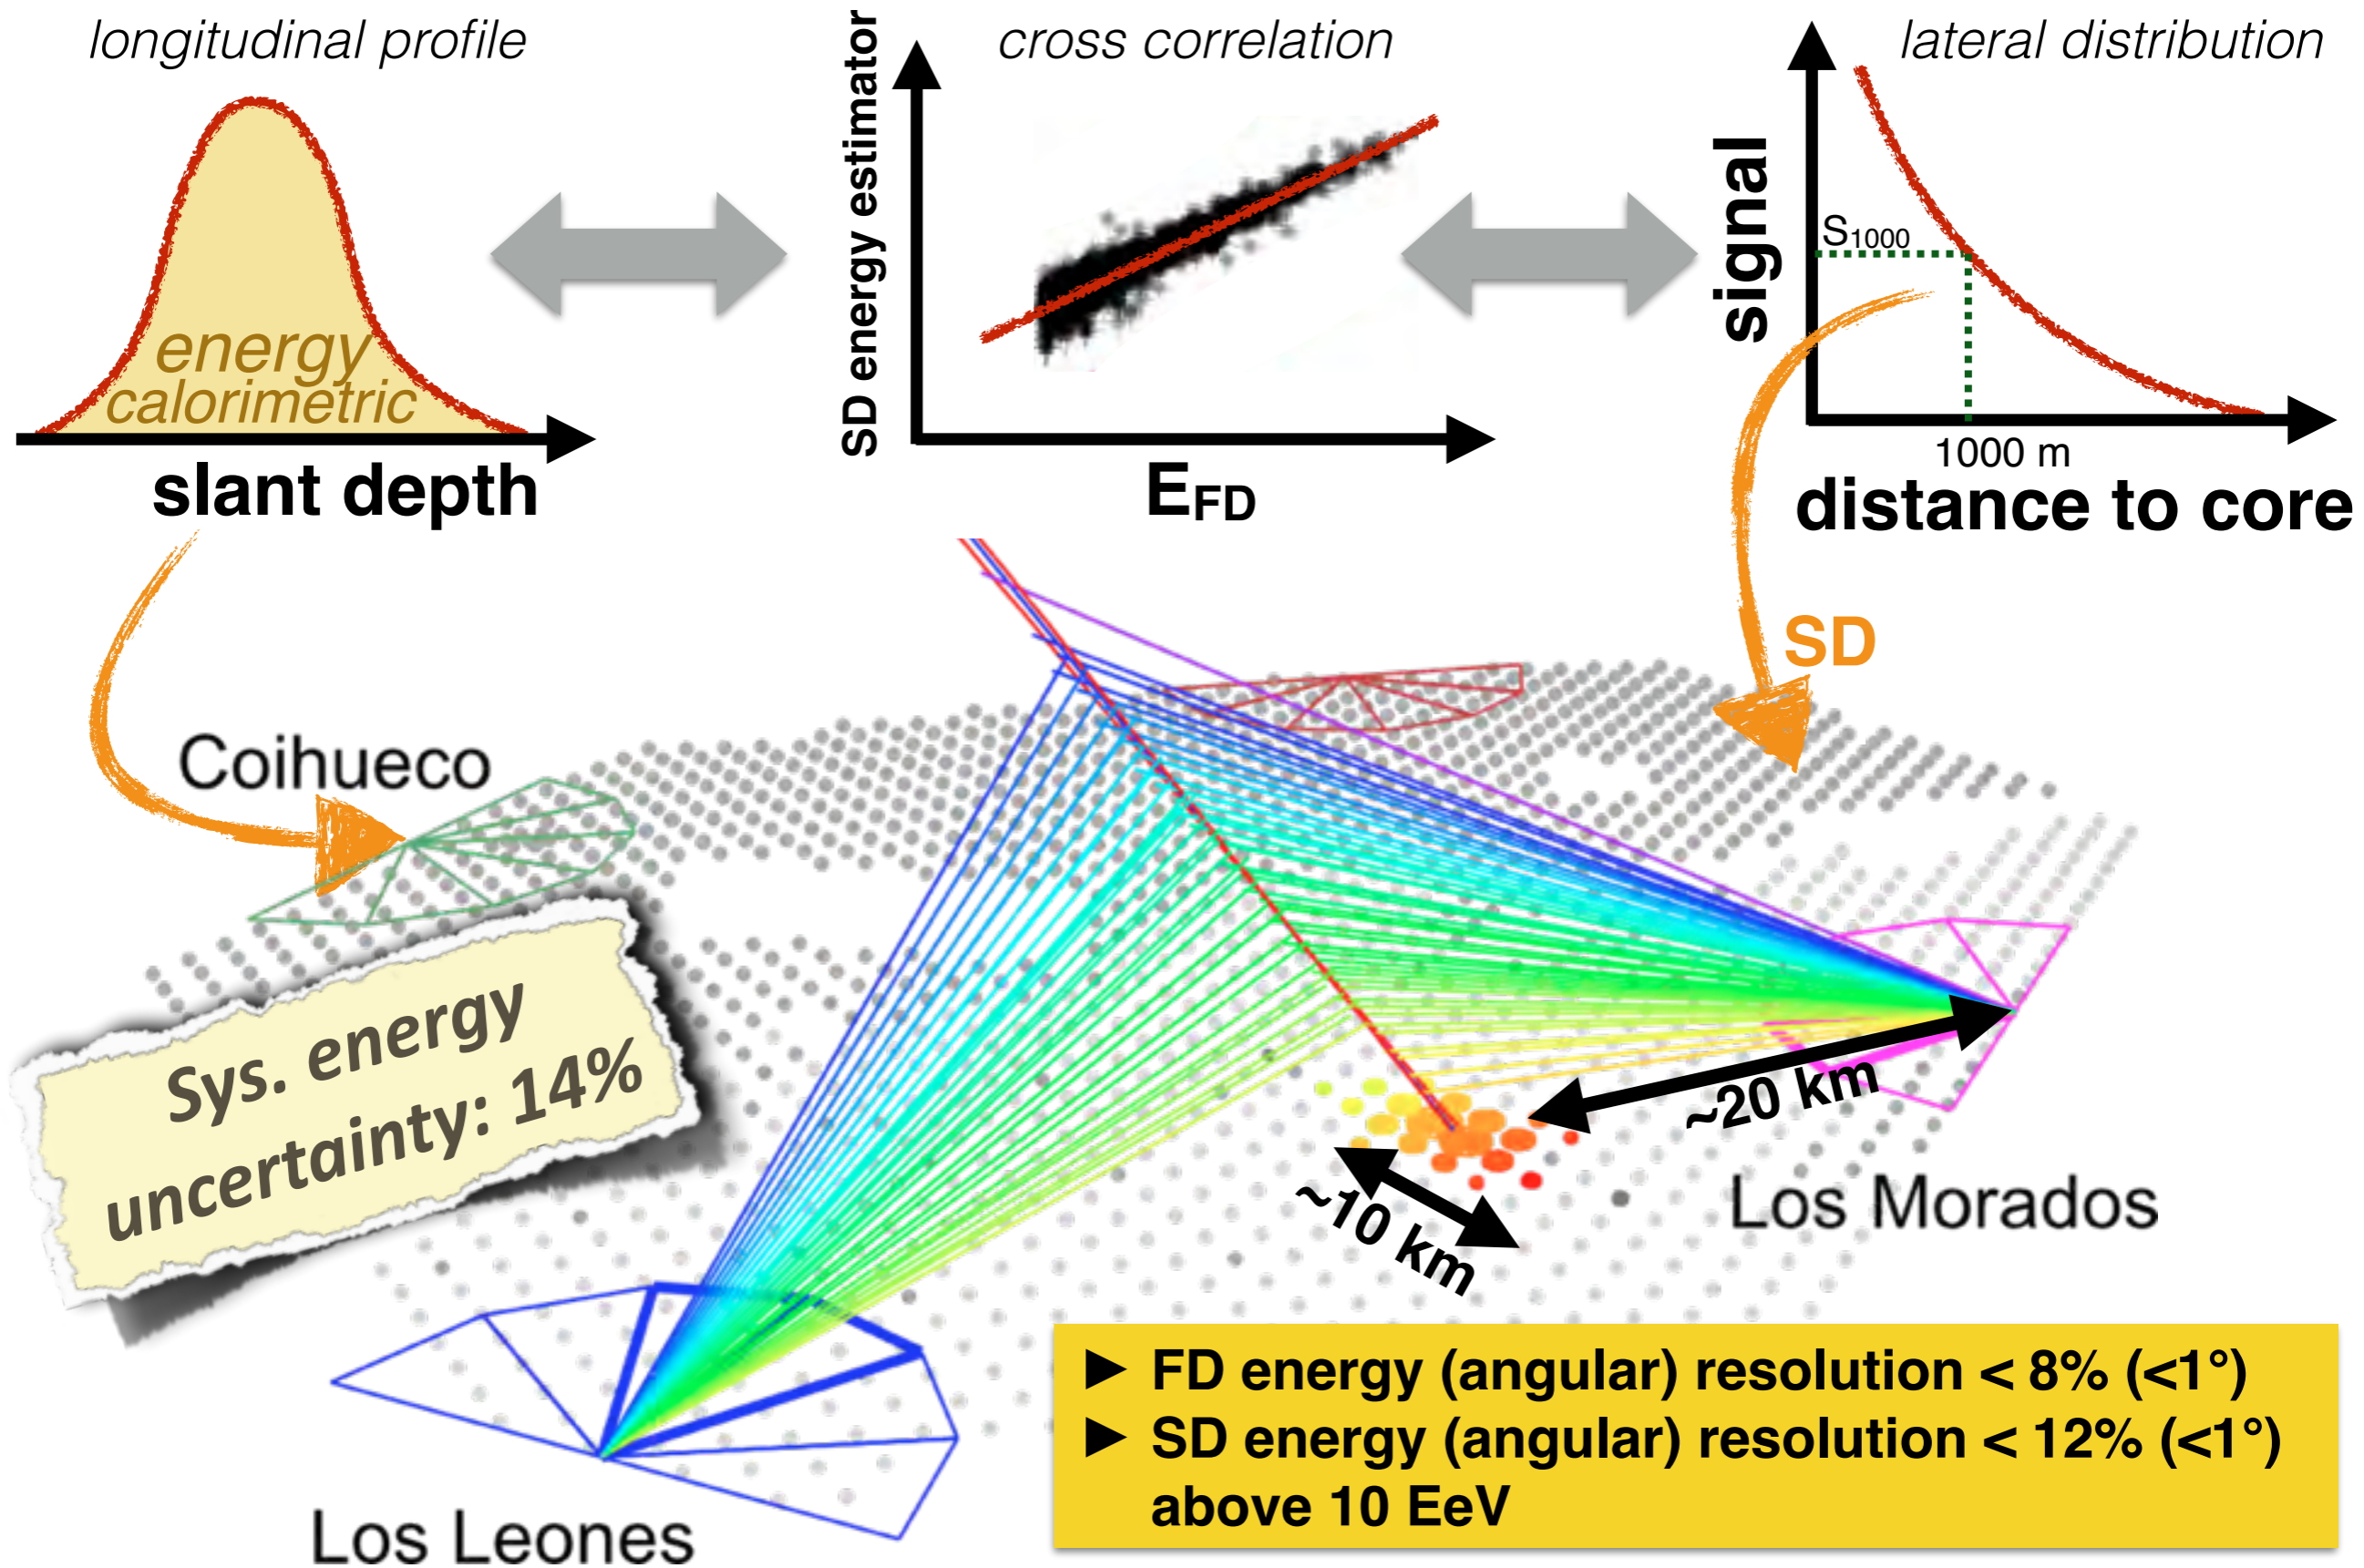 longitudinal profile
cross correlation
lateral distribution
energy
calorimetric
slant depth
SD energy estimator
EFD
signal
S1000
1000 m
distance to core
SD
Coihueco
Sys. energy
uncertainty: 14%
~20 km
~10 km
Los Morados
Los Leones
► FD energy (angular) resolution < 8% (<1°)
► SD energy (angular) resolution < 12% (<1°)
above 10 EeV